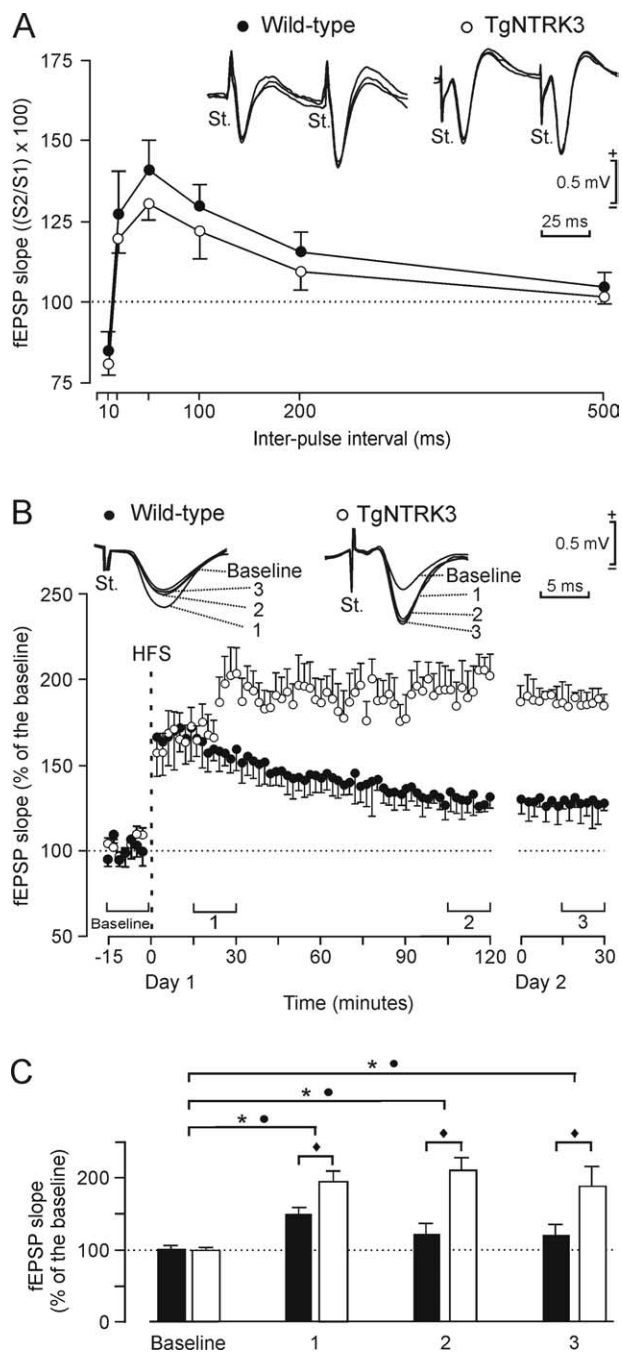 A
● Wild-type
○ TgNTRK3
fEPSP slope ((S2/S1) x 100)
175
150
125
100
75
St.
St.
St.
St.
+
0.5 mV
=
25 ms
10
100
200
500
Inter-pulse interval (ms)
B
● Wild-type
○ TgNTRK3
St.
Baseline
3
2
1
St.
Baseline
1
2
3
+
0.5 mV
=
5 ms
fEPSP slope (% of the baseline)
250
200
150
100
50
HFS
Baseline
1
2
3
-15
0
30
60
90
120
0
30
Day 1
Day 2
Time (minutes)
C
* ●
* ●
* ●
♦
♦
♦
fEPSP slope
(% of the baseline)
200
100
0
Baseline
1
2
3